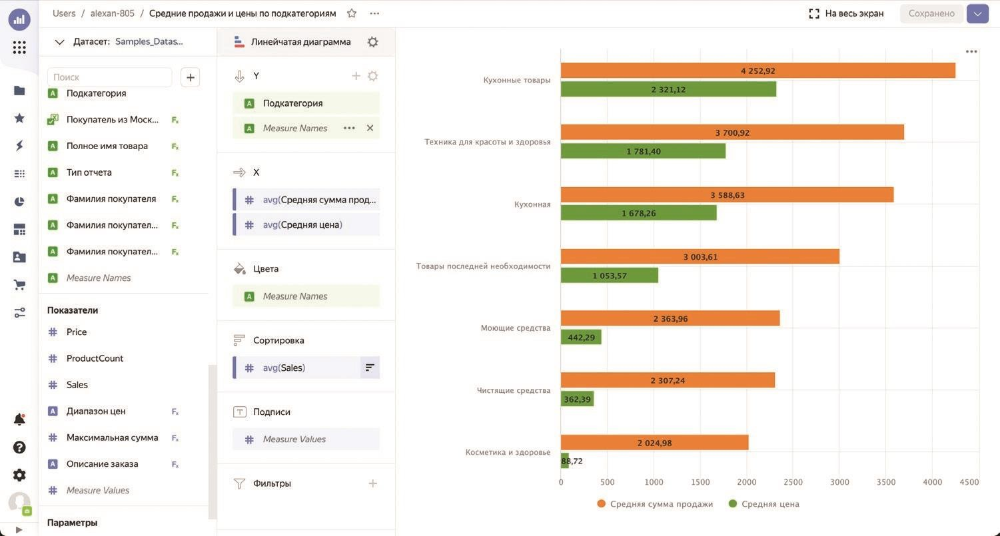 Users / alexan-805 / Средние продажи и цены по подкатегориям
На весь экран
Сохранено
Датасет: Samples_Datas...
Поиск
Подкатегория
Покупатель из Моск...
Полное имя товара
Тип отчета
Фамилия покупателя
Фамилия покупател...
Фамилия покупател...
Measure Names
Показатели
Price
ProductCount
Sales
Диапазон цен
Максимальная сумма
Описание заказа
Measure Values
Параметры
Линейчатая диаграмма
Y
Подкатегория
Measure Names
X
avg(Средняя сумма прод...
avg(Средняя цена)
Цвета
Measure Names
Сортировка
avg(Sales)
Подписи
Measure Values
Фильтры
Кухонные товары
4 252,92
2 321,12
Техника для красоты и здоровья
3 700,92
1 781,40
Кухонная
3 588,63
1 678,26
Товары последней необходимости
3 003,61
1 053,57
Моющие средства
2 363,96
442,29
Чистящие средства
2 307,24
362,39
Косметика и здоровье
2 024,98
88,72
0 500 1000 1500 2000 2500 3000 3500 4000 4500
Средняя сумма продажи Средняя цена